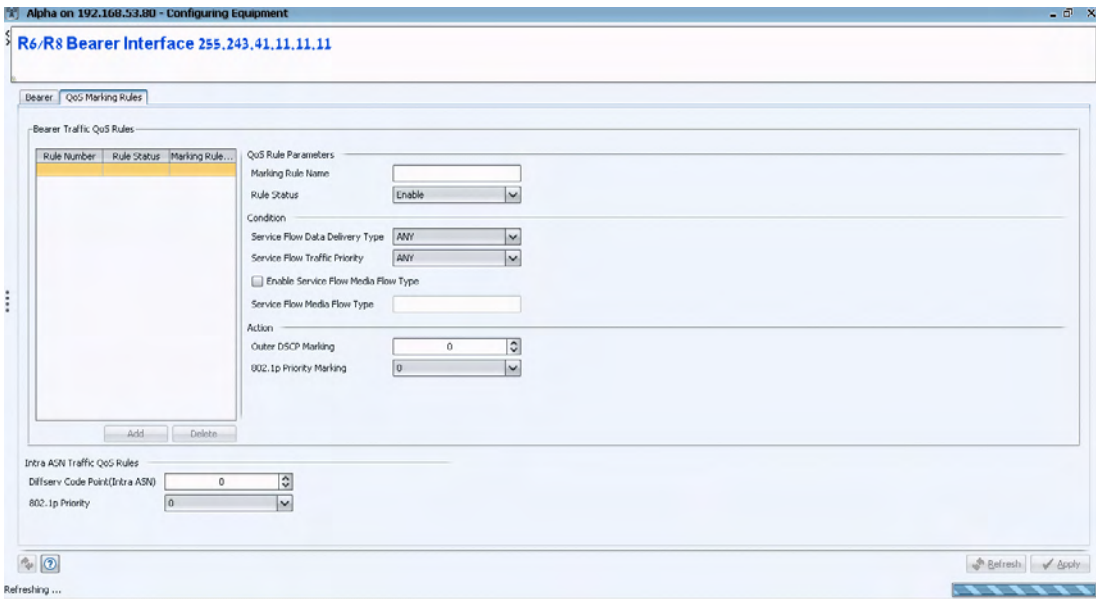 Alpha on 192.168.53.80 - Configuring Equipment
R6/R8 Bearer Interface 255.243.41.11.11.11
Bearer QoS Marking Rules
Bearer Traffic QoS Rules
Rule Number Rule Status Marking Rule...
QoS Rule Parameters
Marking Rule Name
Rule Status Enable
Condition
Service Flow Data Delivery Type ANY
Service Flow Traffic Priority ANY
Enable Service Flow Media Flow Type
Service Flow Media Flow Type
Action
Outer DSCP Marking 0
802.1p Priority Marking 0
Add Delete
Intra ASN Traffic QoS Rules
Diffserv Code Point(Intra ASN) 0
802.1p Priority 0
Refresh Apply
Refreshing ...